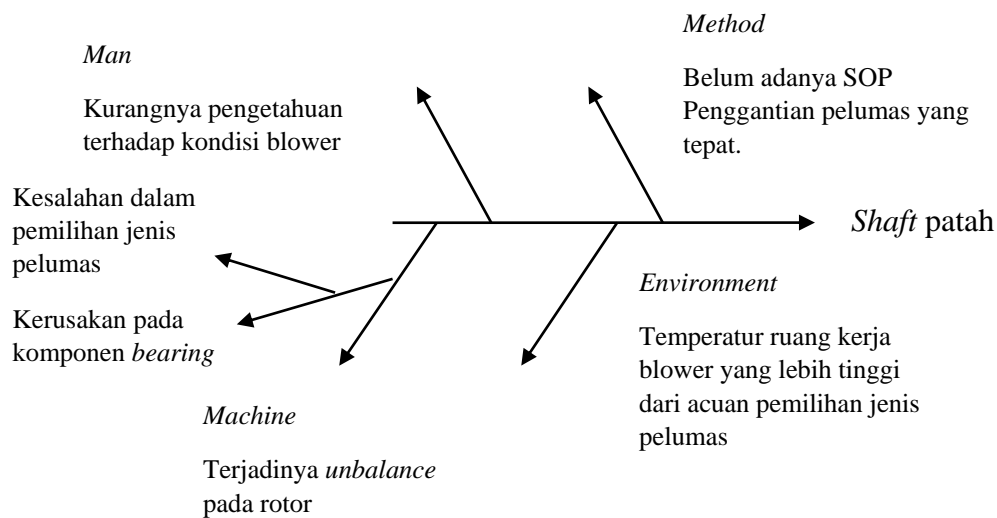 Man
Kurangnya pengetahuan
terhadap kondisi blower
Method
Belum adanya SOP
Penggantian pelumas yang
tepat.
Kesalahan dalam
pemilihan jenis
pelumas
Kerusakan pada
komponen bearing
Shaft patah
Machine
Terjadinya unbalance
pada rotor
Environment
Temperatur ruang kerja
blower yang lebih tinggi
dari acuan pemilihan jenis
pelumas